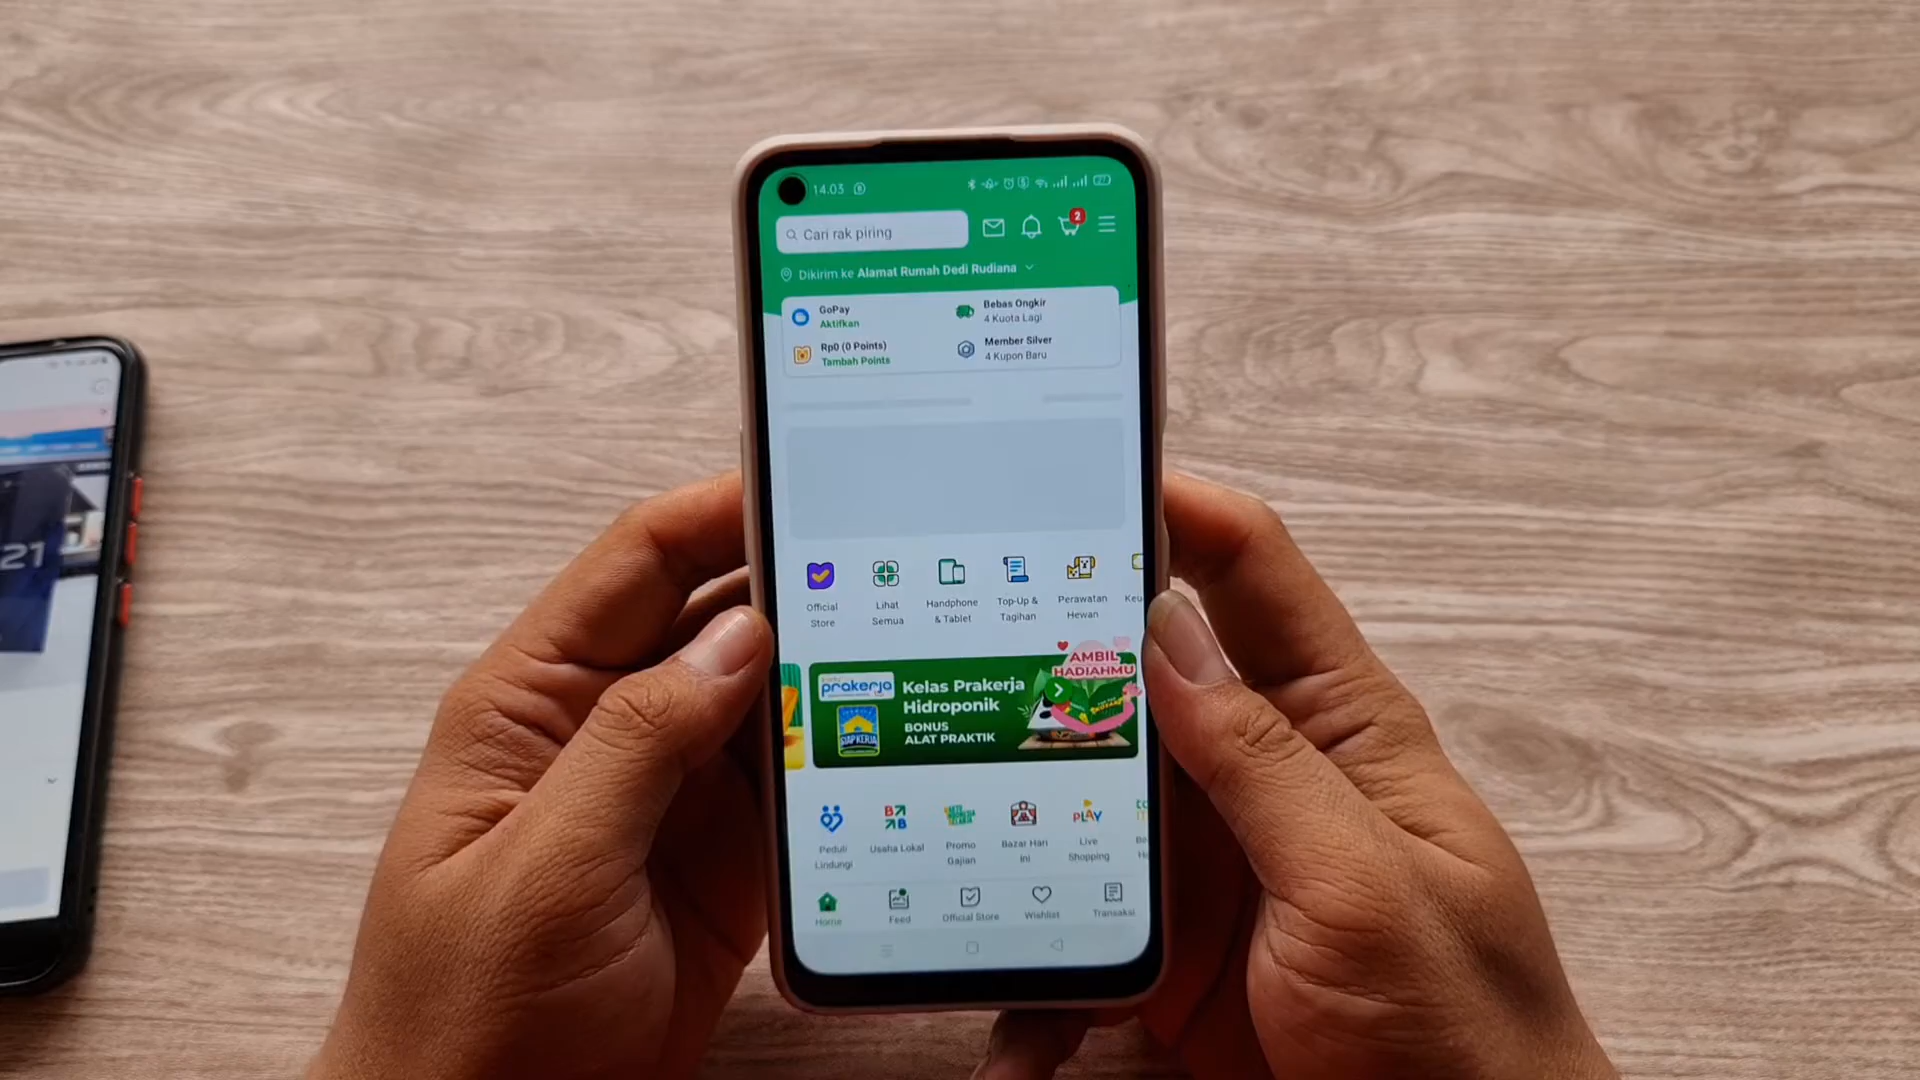 14.03
27
Cari rak piring
2
Dikirim ke Alamat Rumah Dedi Rudiana
GoPay
Aktifkan
Bebas Ongkir
4 Kuota Lagi
Rp0 (0 Points)
Tambah Points
Member Silver
4 Kupon Baru
Official
Store
Lihat
Semua
Handphone
& Tablet
Top-Up &
Tagihan
Perawatan
Hewan
prakerja
SIAP KERJA
Kelas Prakerja
Hidroponik
BONUS
ALAT PRAKTIK
AMBIL
HADIAHMU
Peduli
Lindungi
B B
Usaha Lokal
Promo
Gajian
Bazar Hari
Ini
PLAY
Live
Shopping
Home
Feed
Official Store
Wishlist
Transaksi
21